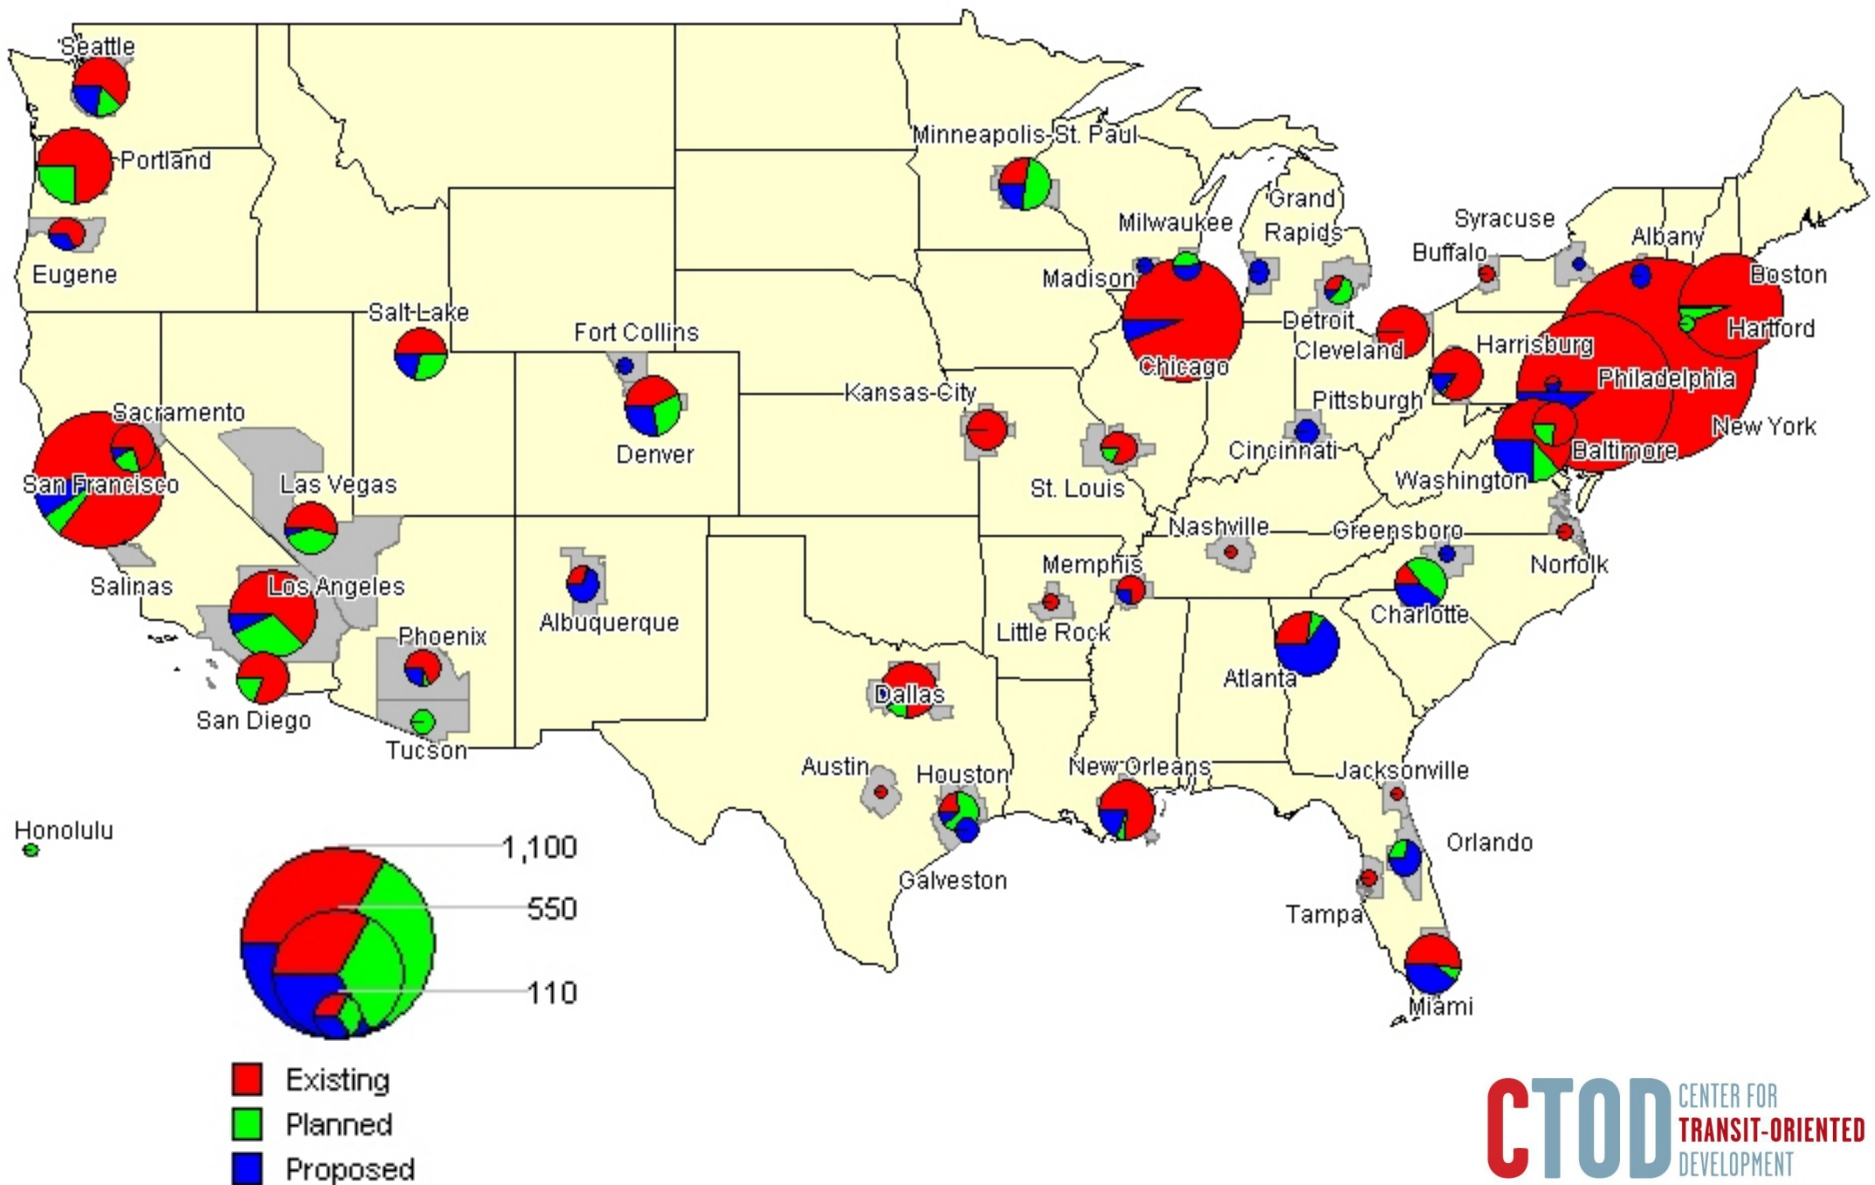 Seattle
Portland
Eugene
Minneapolis-St. Paul
Milwaukee
Grand
Rapids
Syracuse
Buffalo
Albany
Boston
Hartford
Madison
Detroit
Cleveland
Harrisburg
Salt-Lake
Fort Collins
Chicago
Philadelphia
Kansas-City
Pittsburgh
New York
Sacramento
Denver
Cincinnati
Baltimore
San Francisco
Las Vegas
St. Louis
Washington
Nashville
Greensboro
Norfolk
Salinas
Los Angeles
Memphis
Albuquerque
Phoenix
Little Rock
Charlotte
Atlanta
San Diego
Tucson
Dallas
Austin
Houston
New Orleans
Jacksonville
Honolulu
Orlando
Galveston
Tampa
Miami
1,100
550
110
Existing
Planned
Proposed
CTOD
CENTER FOR
TRANSIT-ORIENTED
DEVELOPMENT